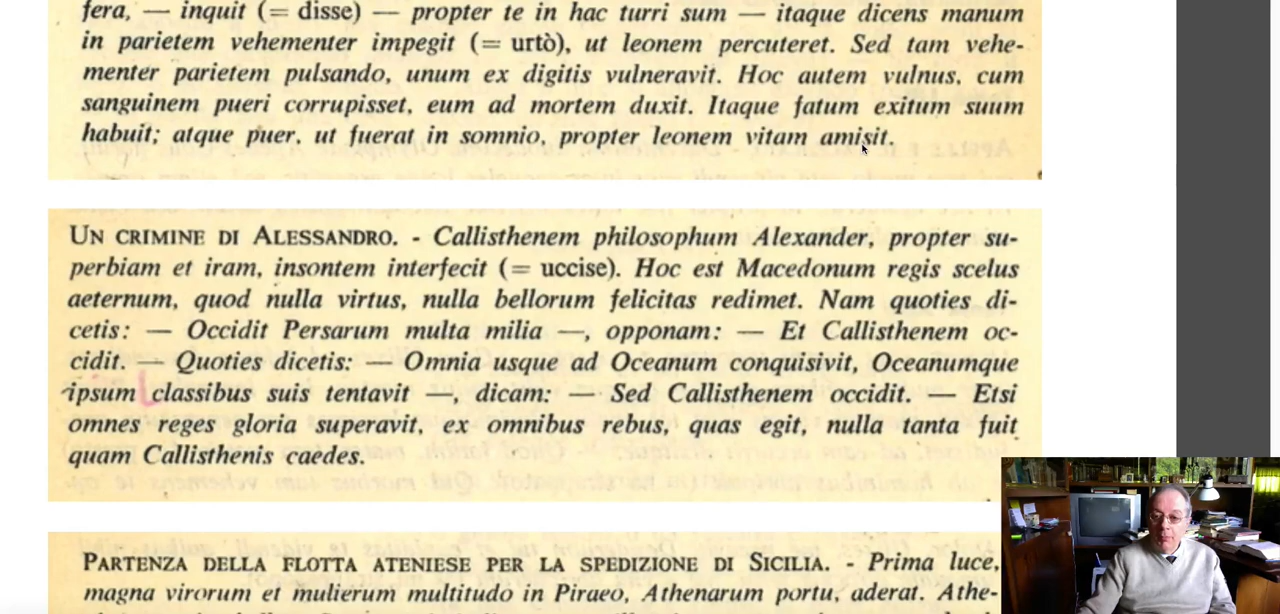 fera, — inquit (= disse) — propter te in hac turri sum — itaque dicens manum
in parietem vehementer impegit (= urtò), ut leonem percuteret. Sed tam vehe-
menter parietem pulsando, unum ex digitis vulneravit. Hoc autem vulnus, cum
sanguinem pueri corrupisset, eum ad mortem duxit. Itaque fatum exitum suum
habuit; atque puer, ut fuerat in somnio, propter leonem vitam amisit.
UN CRIMINE DI ALESSANDRO. - Callisthenem philosophum Alexander, propter su-
perbiam et iram, insontem interfecit (= uccise). Hoc est Macedonum regis scelus
aeternum, quod nulla virtus, nulla bellorum felicitas redimet. Nam quoties di-
cetis: — Occidit Persarum multa milia —, opponam: — Et Callisthenem oc-
cidit. — Quoties dicetis: — Omnia usque ad Oceanum conquisivit, Oceanumque
ipsum classibus suis tentavit —, dicam: — Sed Callisthenem occidit. — Etsi
omnes reges gloria superavit, ex omnibus rebus, quas egit, nulla tanta fuit
quam Callisthenis caedes.
PARTENZA DELLA FLOTTA ATENIESE PER LA SPEDIZIONE DI SICILIA. - Prima luce,
magna virorum et mulierum multitudo in Piraeo, Athenarum portu, aderat. Athe-